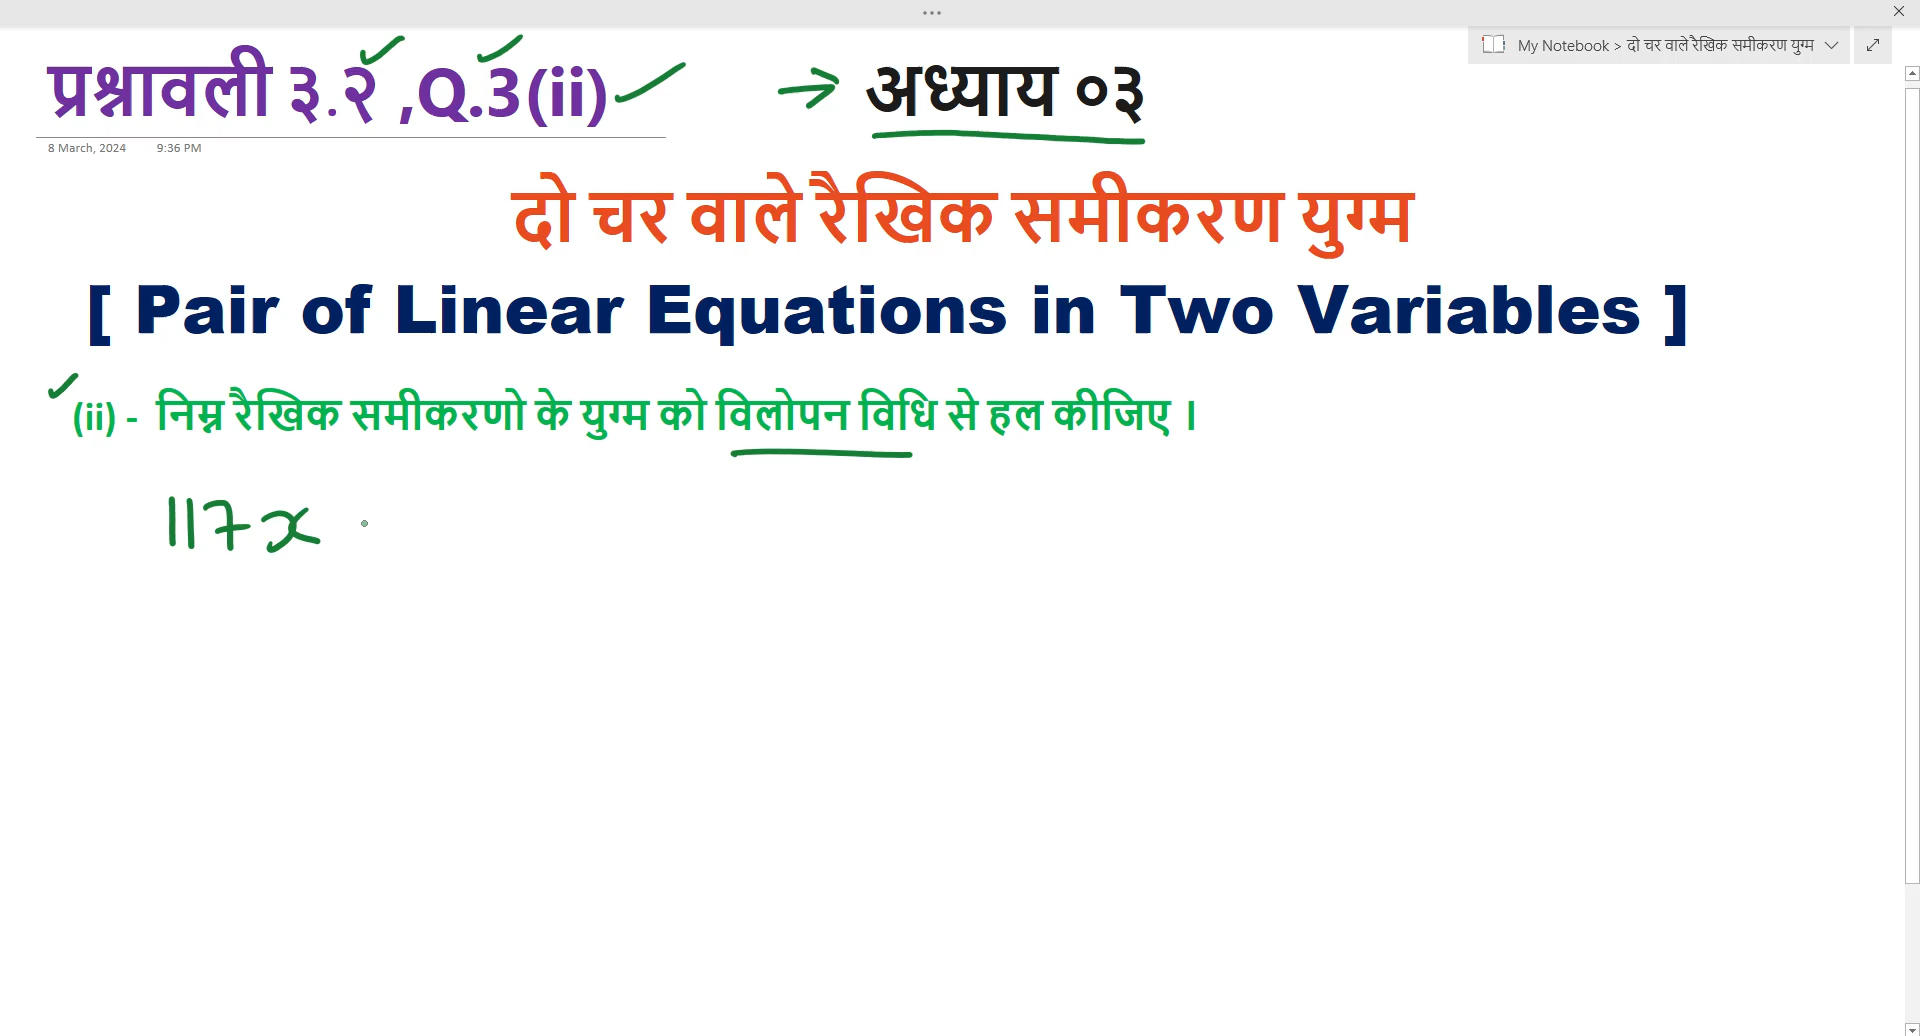 My Notebook > दो चर वाले रैखिक समीकरण युग्म
प्रश्नावली ३.२ ,Q.3(ii) → अध्याय ०३
8 March, 2024 9:36 PM
दो चर वाले रैखिक समीकरण युग्म
[ Pair of Linear Equations in Two Variables ]
(ii) - निम्न रैखिक समीकरणो के युग्म को विलोपन विधि से हल कीजिए ।
117x